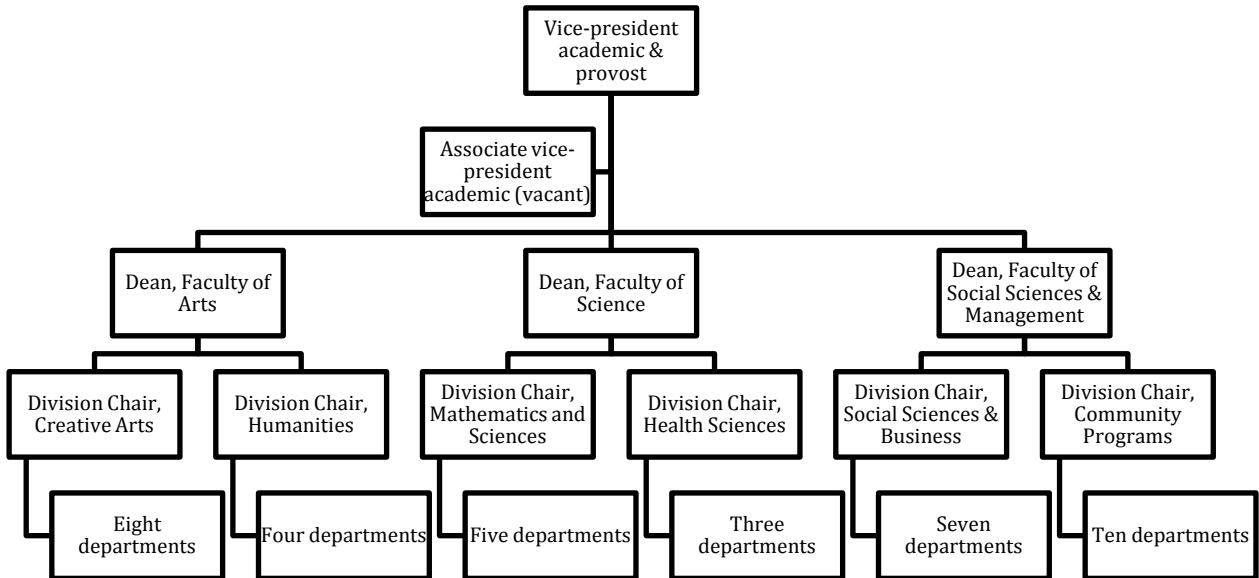 Vice-president
academic &
provost
Associate vice-
president
academic (vacant)
Dean, Faculty of
Arts
Dean, Faculty of
Science
Dean, Faculty of
Social Sciences &
Management
Division Chair,
Creative Arts
Division Chair,
Humanities
Division Chair,
Mathematics and
Sciences
Division Chair,
Health Sciences
Division Chair,
Social Sciences &
Business
Division Chair,
Community
Programs
Eight
departments
Four departments
Five departments
Three
departments
Seven
departments
Ten departments